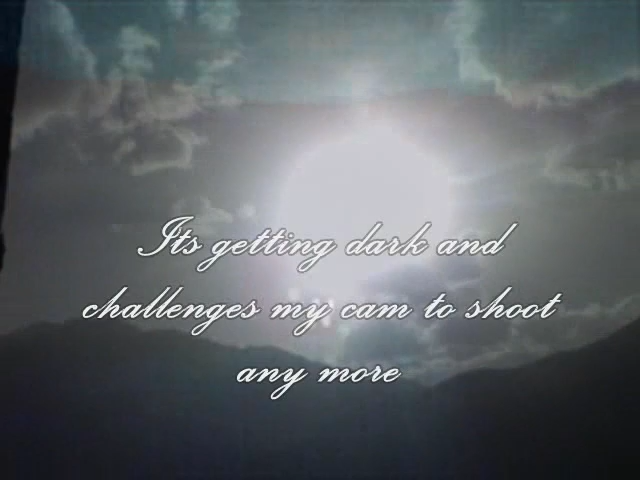 Its getting dark and
challenges my cam to shoot
any more